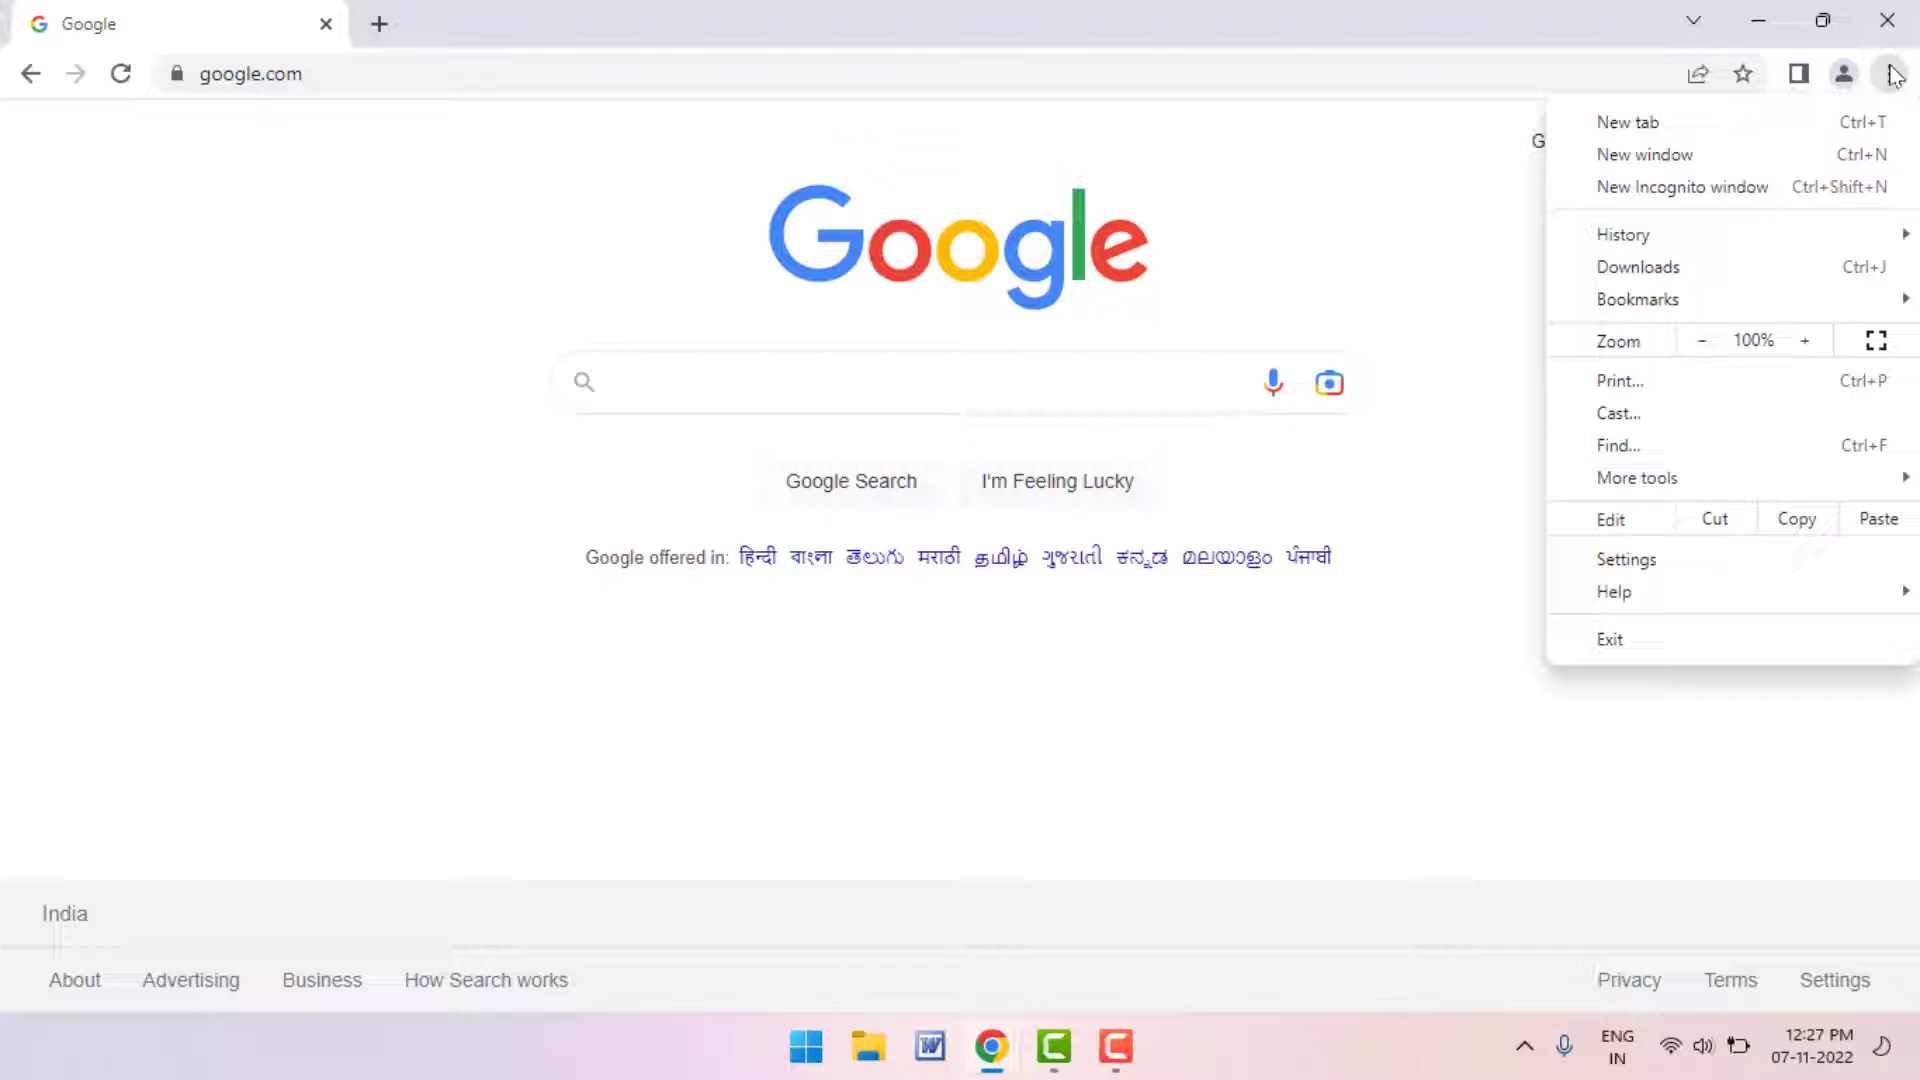 Google
google.com
G
New tab Ctrl+T
New window Ctrl+N
New Incognito window Ctrl+Shift+N
History
Downloads Ctrl+J
Bookmarks
Zoom - 100% +
Print... Ctrl+P
Cast...
Find... Ctrl+F
More tools
Edit Cut Copy Paste
Settings
Help
Exit
Google
Google Search I'm Feeling Lucky
Google offered in: हिन्दी বাংলা తెలుగు मराठी தமிழ் ગુજરાતી ಕನ್ನಡ മലയാളം ਪੰਜਾਬੀ
India
About Advertising Business How Search works Privacy Terms Settings
W
ENG
IN
12:27 PM
07-11-2022